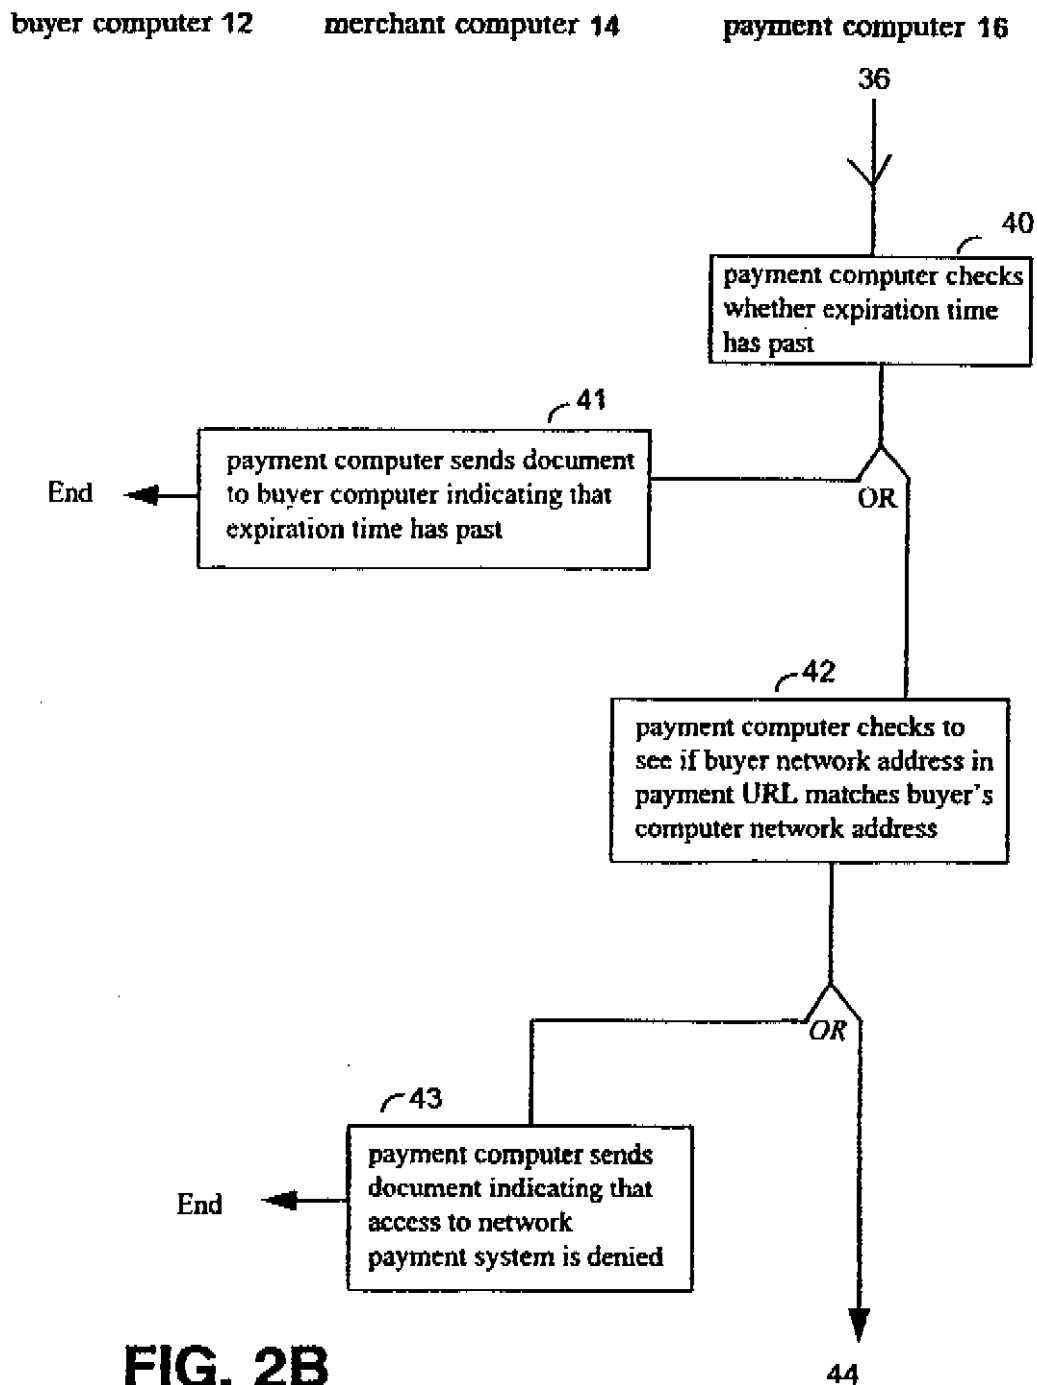 buyer computer 12 merchant computer 14 payment computer 16
36
40
payment computer checks
whether expiration time
has past
41
payment computer sends document
to buyer computer indicating that
expiration time has past
End
OR
42
payment computer checks to
see if buyer network address in
payment URL matches buyer's
computer network address
OR
43
payment computer sends
document indicating that
access to network
payment system is denied
End
44
FIG. 2B